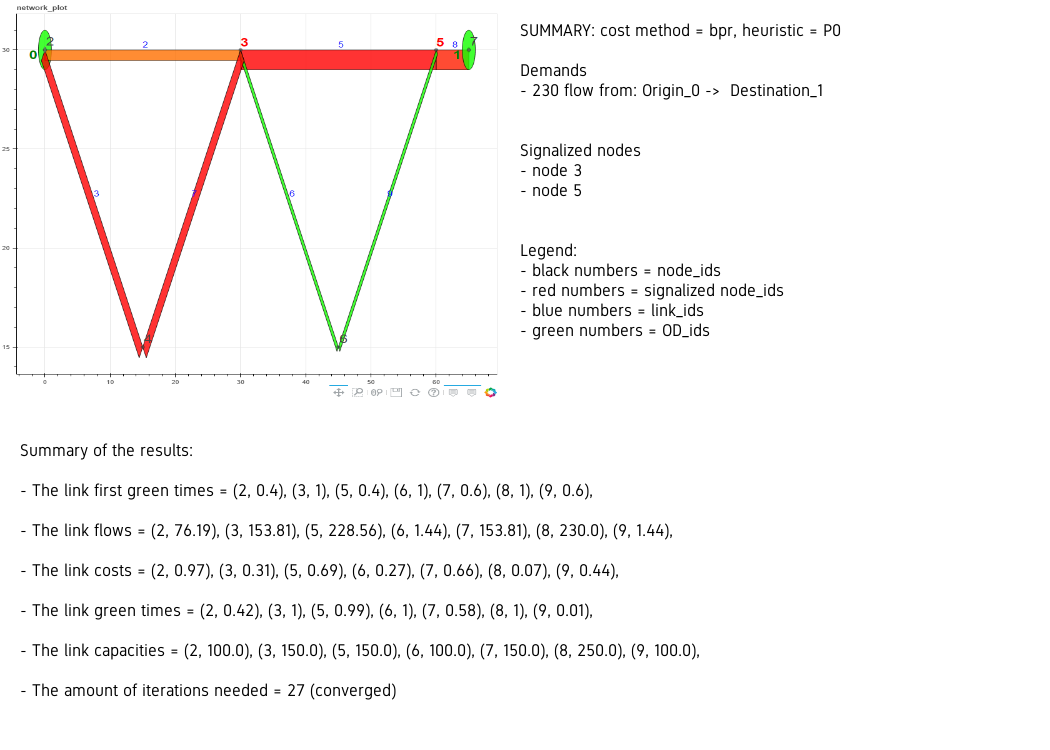 network_plot
2
2
3
5
5
8
7
0
1
30
3
7
6
9
25
20
15
4
6
0
10
20
30
40
50
60
SUMMARY: cost method = bpr, heuristic = P0
Demands
- 230 flow from: Origin_0 -> Destination_1
Signalized nodes
- node 3
- node 5
Legend:
- black numbers = node_ids
- red numbers = signalized node_ids
- blue numbers = link_ids
- green numbers = OD_ids
Summary of the results:
- The link first green times = (2, 0.4), (3, 1), (5, 0.4), (6, 1), (7, 0.6), (8, 1), (9, 0.6),
- The link flows = (2, 76.19), (3, 153.81), (5, 228.56), (6, 1.44), (7, 153.81), (8, 230.0), (9, 1.44),
- The link costs = (2, 0.97), (3, 0.31), (5, 0.69), (6, 0.27), (7, 0.66), (8, 0.07), (9, 0.44),
- The link green times = (2, 0.42), (3, 1), (5, 0.99), (6, 1), (7, 0.58), (8, 1), (9, 0.01),
- The link capacities = (2, 100.0), (3, 150.0), (5, 150.0), (6, 100.0), (7, 150.0), (8, 250.0), (9, 100.0),
- The amount of iterations needed = 27 (converged)